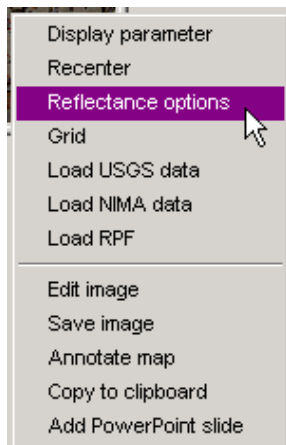 Display parameter
Recenter
Reflectance options
Grid
Load USGS data
Load NIMA data
Load RPF
Edit image
Save image
Annotate map
Copy to clipboard
Add PowerPoint slide